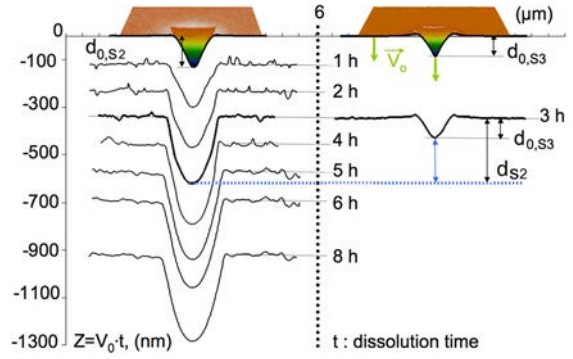 6
(µm)
0
-100
-300
-500
-700
-900
-1100
-1300
d0,S2
1 h
2 h
4 h
5 h
6 h
8 h
Vo
d0,S3
3 h
d0,S3
dS2
Z=V0·t, (nm)
t : dissolution time